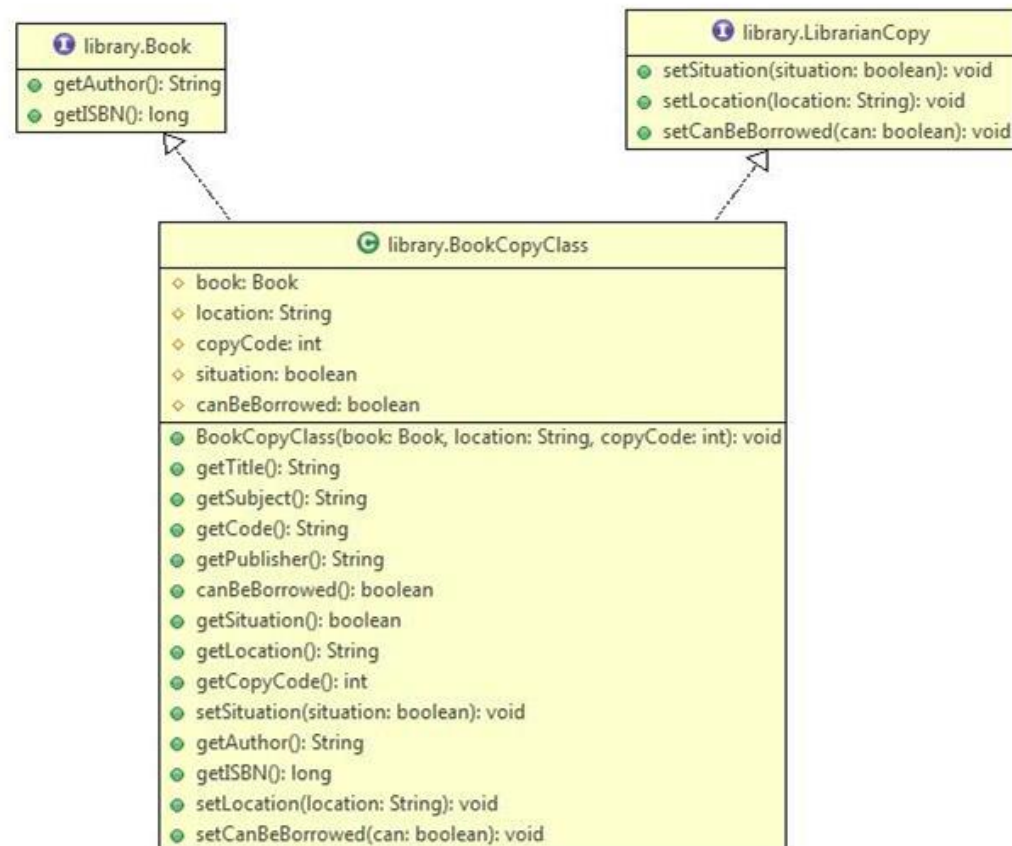 I library.Book
getAuthor(): String
getISBN(): long
I library.LibrarianCopy
setSituation(situation: boolean): void
setLocation(location: String): void
setCanBeBorrowed(can: boolean): void
C library.BookCopyClass
book: Book
location: String
copyCode: int
situation: boolean
canBeBorrowed: boolean
BookCopyClass(book: Book, location: String, copyCode: int): void
getTitle(): String
getSubject(): String
getCode(): String
getPublisher(): String
canBeBorrowed(): boolean
getSituation(): boolean
getLocation(): String
getCopyCode(): int
setSituation(situation: boolean): void
getAuthor(): String
getISBN(): long
setLocation(location: String): void
setCanBeBorrowed(can: boolean): void